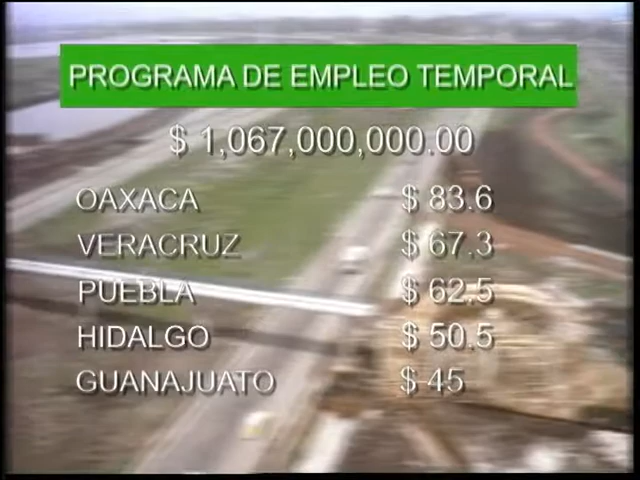 PROGRAMA DE EMPLEO TEMPORAL
$ 1,067,000,000.00
OAXACA $ 83.6
VERACRUZ $ 67.3
PUEBLA $ 62.5
HIDALGO $ 50.5
GUANAJUATO $ 45